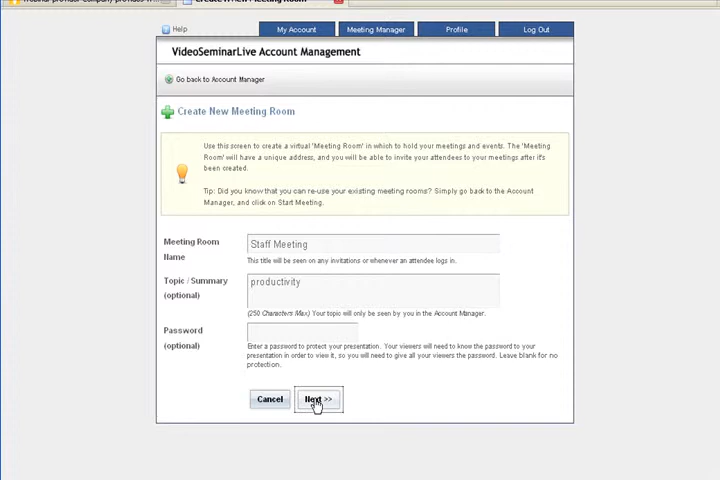 Help
My Account
Meeting Manager
Profile
Log Out
VideoSeminarLive Account Management
Go back to Account Manager
Create New Meeting Room
Use this screen to create a virtual 'Meeting Room' in which to hold your meetings and events. The 'Meeting
Room' will have a unique address, and you will be able to invite your attendees to your meetings after it's
been created.
Tip: Did you know that you can re-use your existing meeting rooms? Simply go back to the Account
Manager, and click on Start Meeting.
Meeting Room
Name
Staff Meeting
This title will be seen on any invitations or whenever an attendee logs in.
Topic / Summary
(optional)
productivity
(250 Characters Max) Your topic will only be seen by you in the Account Manager.
Password
(optional)
Enter a password to protect your presentation. Your viewers will need to know the password to your
presentation in order to view it, so you will need to give all your viewers the password. Leave blank for no
protection.
Cancel
Next >>